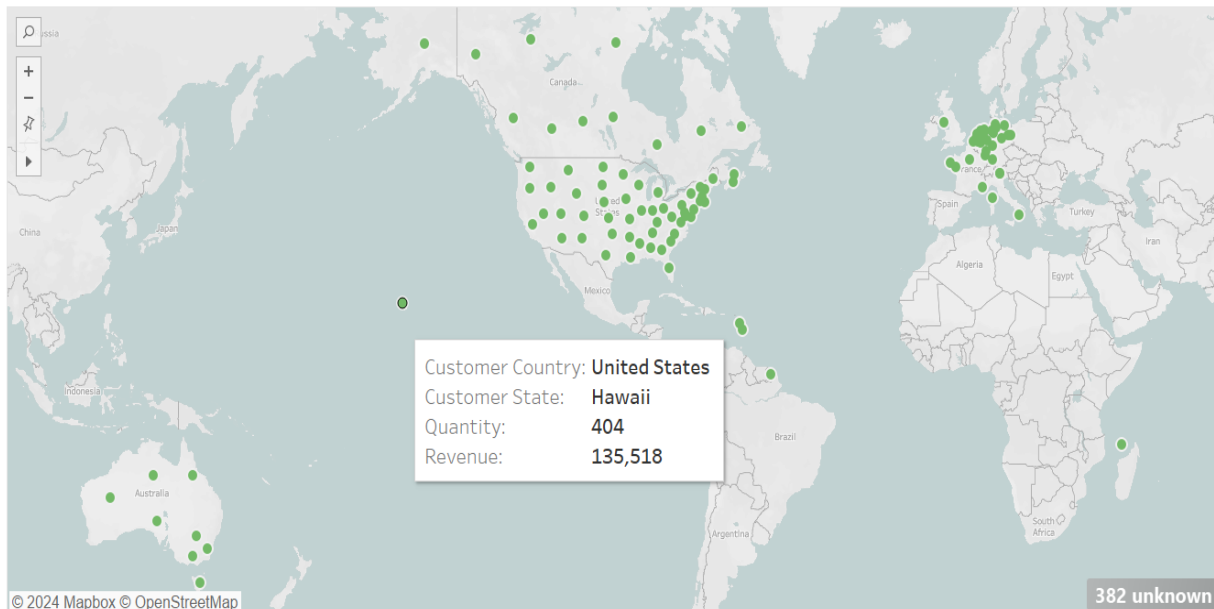 ussia
Canada
China
Japan
United
States
Mexico
France
Spain
Turkey
Iran
Algeria
Egypt
Indonesia
Brazil
Australia
Argentina
South
Africa
Customer Country: United States
Customer State: Hawaii
Quantity: 404
Revenue: 135,518
© 2024 Mapbox © OpenStreetMap
382 unknown